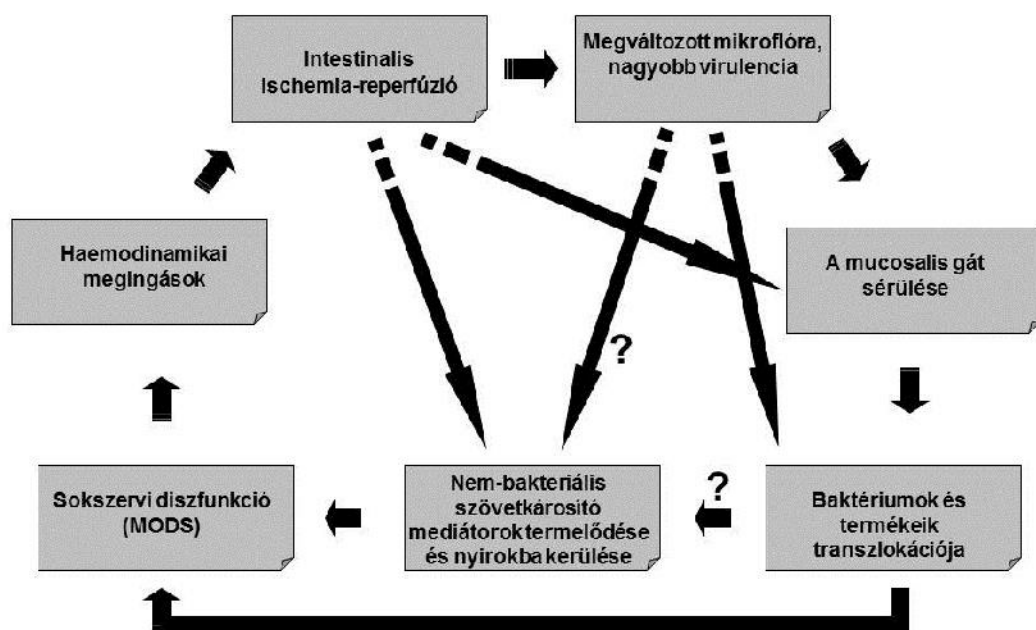 Intestinalis
ischemia-reperfúzió
Megváltozott mikroflóra,
nagyobb virulencia
Haemodinamikai
megingások
A mucosalis gát
sérülése
?
Sokszervi diszfunkció
(MODS)
Nem-bakteriális
szövetkárosító
mediátorok termelődése
és nyirokba kerülése
?
Baktériumok és
termékeik
transzlokációja